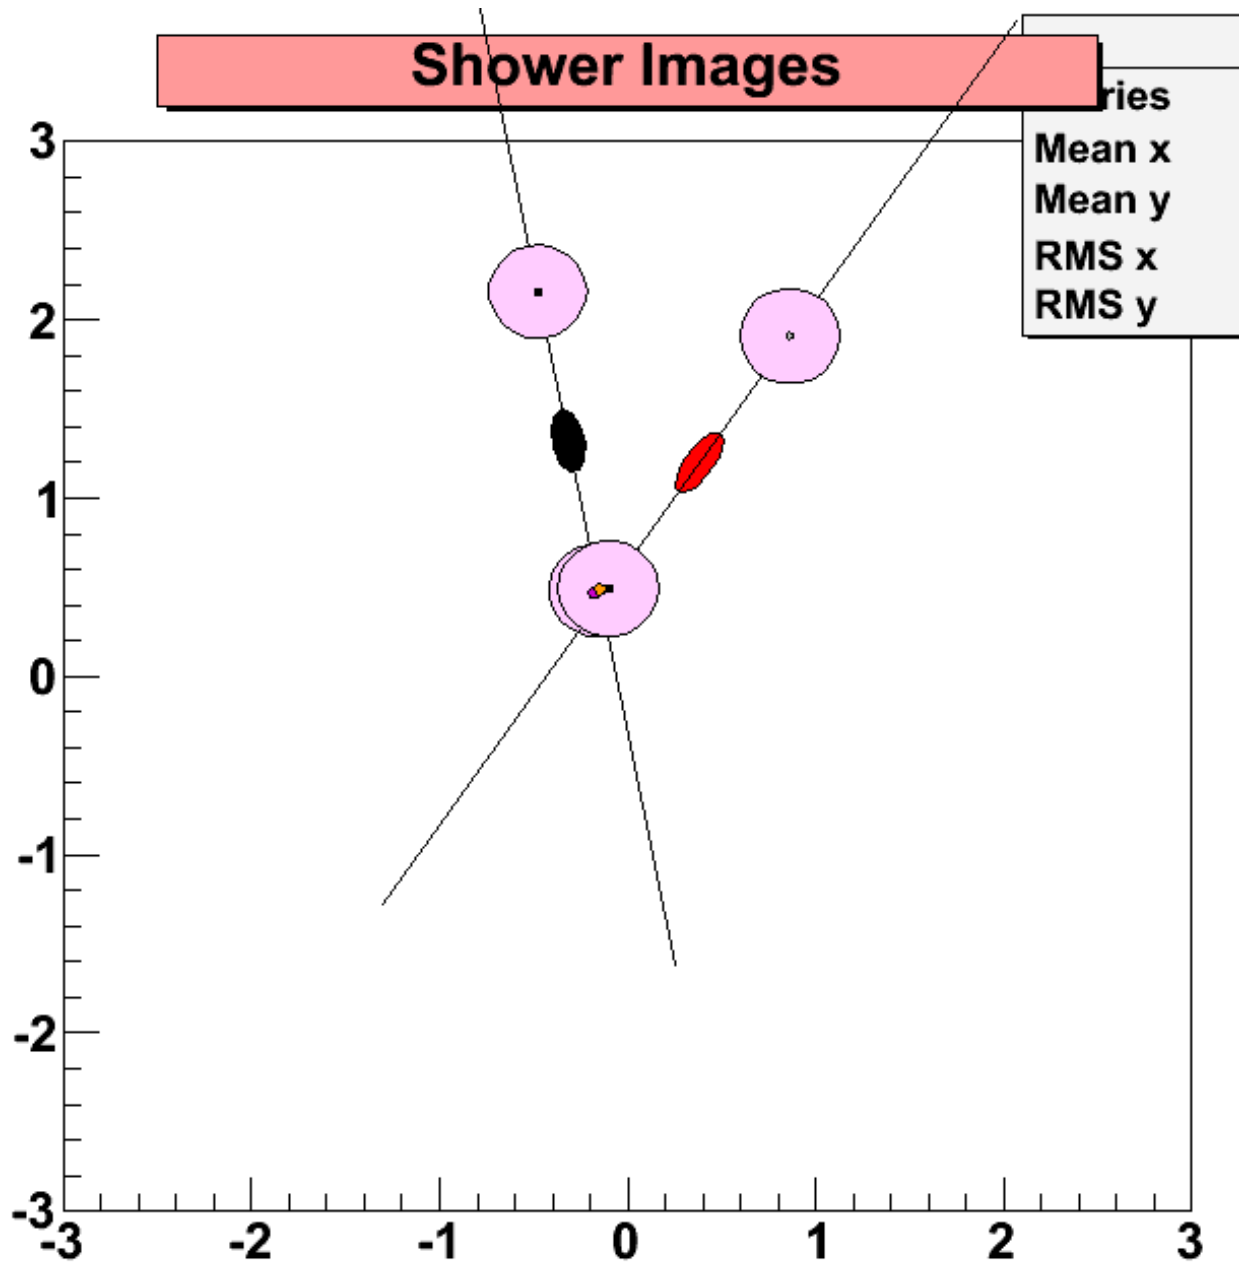 Shower Images
ries
Mean x
Mean y
RMS x
RMS y
3
2
1
0
-1
-2
-3
-3 -2 -1 0 1 2 3